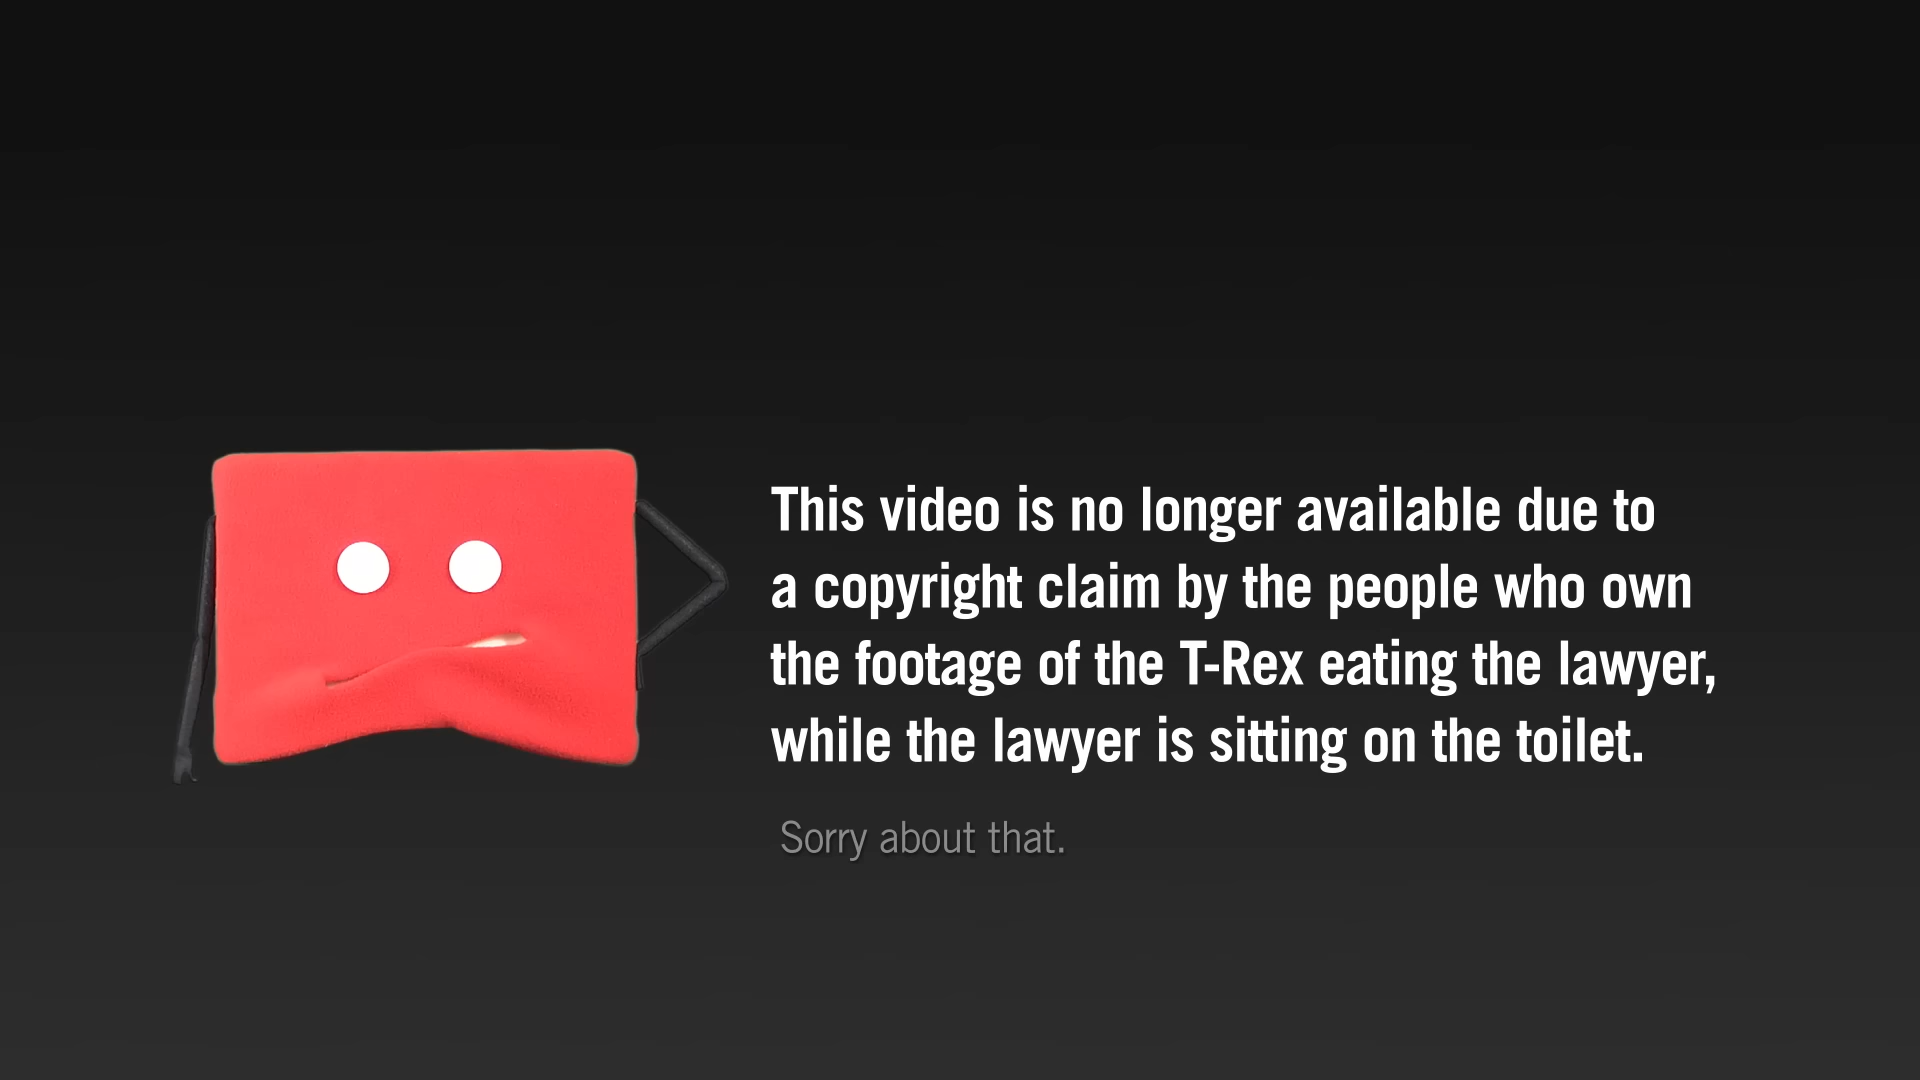 This video is no longer available due to
a copyright claim by the people who own
the footage of the T-Rex eating the lawyer,
while the lawyer is sitting on the toilet.
Sorry about that.